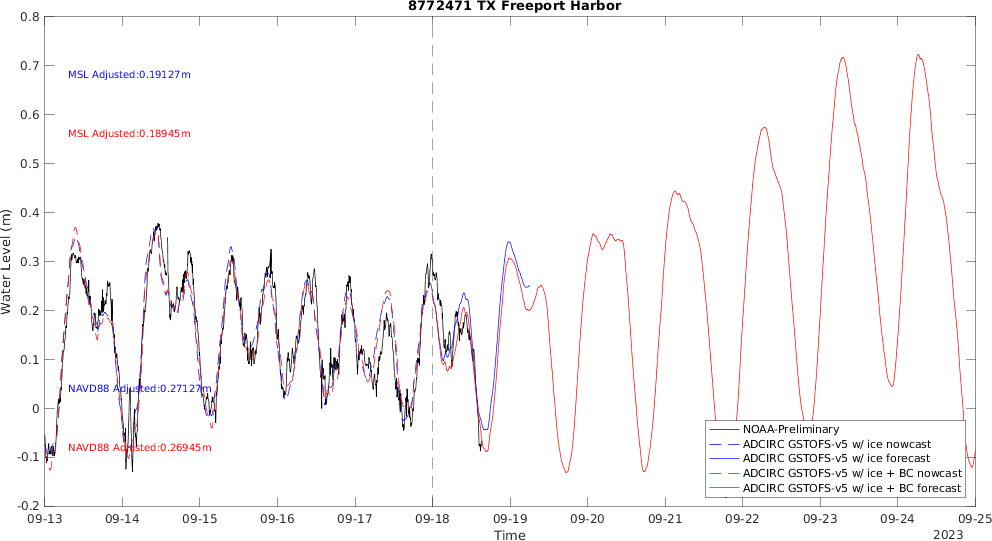 8772471 TX Freeport Harbor
0.8
0.7
0.6
0.5
0.4
0.3
0.2
0.1
0
-0.1
-0.2
Water Level (m)
MSL Adjusted:0.19127m
MSL Adjusted:0.18945m
NAVD88 Adjusted:0.27127m
NAVD88 Adjusted:0.26945m
NOAA-Preliminary
ADCIRC GSTOFS-v5 w/ ice nowcast
ADCIRC GSTOFS-v5 w/ ice forecast
ADCIRC GSTOFS-v5 w/ ice + BC nowcast
ADCIRC GSTOFS-v5 w/ ice + BC forecast
09-13 09-14 09-15 09-16 09-17 09-18 09-19 09-20 09-21 09-22 09-23 09-24 09-25
Time
2023